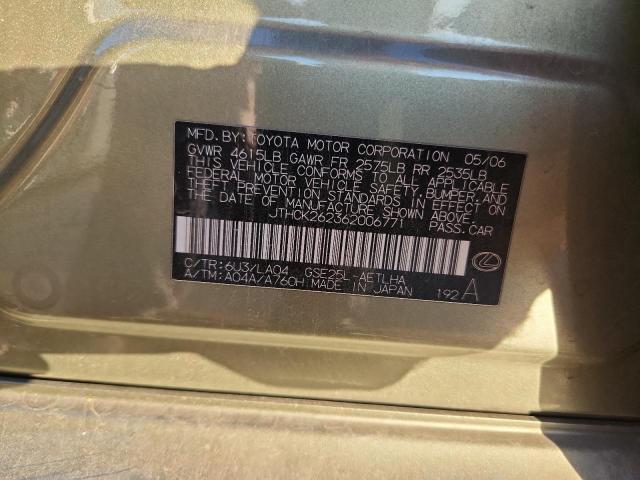 MFD. BY: TOYOTA MOTOR CORPORATION 05/06
GVWR 4615LB GAWR FR 2575LB RR 2535LB
THIS VEHICLE CONFORMS TO ALL APPLICABLE
FEDERAL MOTOR VEHICLE SAFETY, BUMPER, AND
THEFT PREVENTION STANDARDS IN EFFECT ON
THE DATE OF MANUFACTURE SHOWN ABOVE.
JTHCK262362006771 PASS.CAR
C/TR: 6U3/LA04 GSE25L-AETLHA
A/TM: A04A/A760H MADE IN JAPAN 192 A